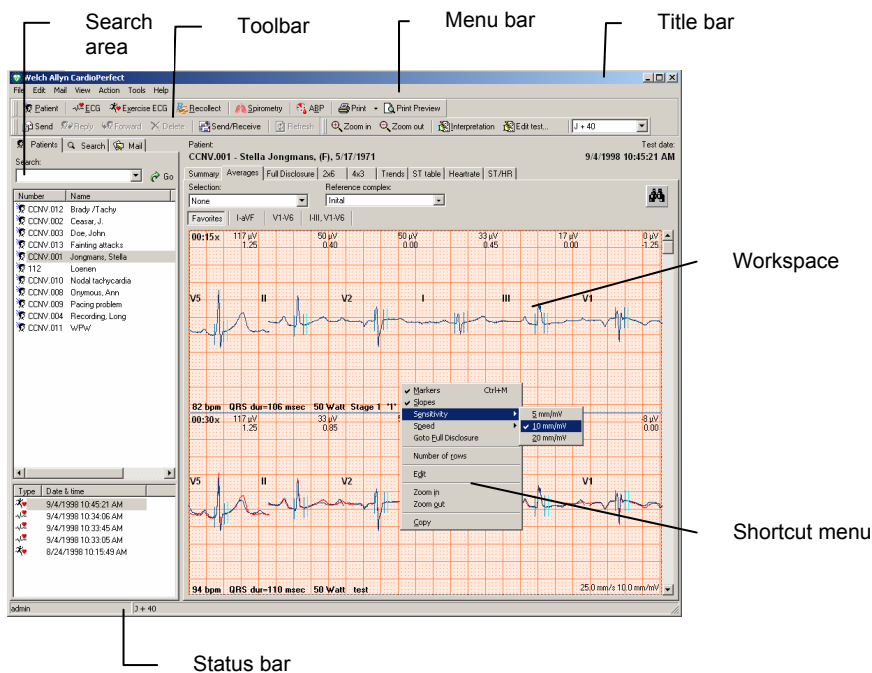 Search area
Toolbar
Menu bar
Title bar
Welch Allyn CardioPerfect
File Edit Mail View Action Tools Help
Patient ECG Exercise ECG Recollect Spirometry ABP Print Print Preview
Send Reply Forward Delete Send/Receive Refresh Zoom in Zoom out Interpretation Edit test... J + 40
Patients Search Mail
Search:
Go
Number Name
CCNV.012 Brady /Tachy
CCNV.002 Ceasar, J.
CCNV.003 Doe, John
CCNV.013 Fainting attacks
CCNV.001 Jongmans, Stella
112 Loenen
CCNV.010 Nodal tachycardia
CCNV.008 Onymous, Ann
CCNV.009 Pacing problem
CCNV.004 Recording, Long
CCNV.011 WPW
Type Date & time
9/4/1998 10:45:21 AM
9/4/1998 10:34:06 AM
9/4/1998 10:33:45 AM
9/4/1998 10:33:05 AM
8/24/1998 10:15:49 AM
Patient: Test date:
CCNV.001 - Stella Jongmans, (F), 5/17/1971 9/4/1998 10:45:21 AM
Summary Averages Full Disclosure 2x6 4x3 Trends ST table Heartrate ST/HR
Selection: Reference complex:
None Inital
Favorites I-aVF V1-V6 I-III, V1-V6
00:15x 117 µV 50 µV 50 µV 33 µV 17 µV 0 µV
1.25 0.40 0.00 0.45 0.00 -1.25
V5 II V2 I III V1
82 bpm QRS dur=106 msec 50 Watt Stage 1 "1"
00:30x 117 µV 33 µV -8 µV
1.25 0.85 0.00
V5 II V2 V1
94 bpm QRS dur=110 msec 50 Watt test 25.0 mm/s 10.0 mm/mV
Markers Ctrl+M
Slopes
Sensitivity
Speed
Goto Full Disclosure
Number of rows
Edit
Zoom in
Zoom out
Copy
5 mm/mV
10 mm/mV
20 mm/mV
Workspace
Shortcut menu
admin J + 40
Status bar